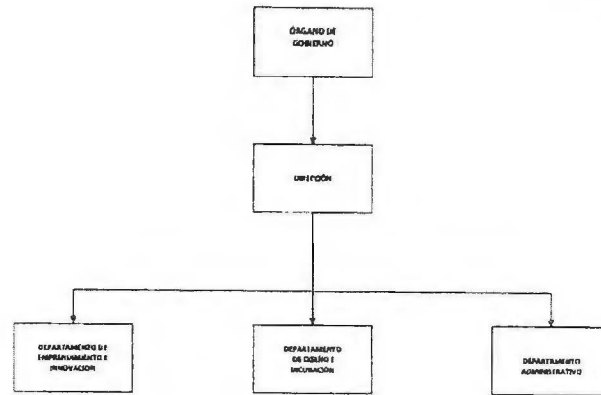 ÓRGANO DE
GOBIERNO
DIRECCIÓN
DEPARTAMENTO DE
EMPRENDIMIENTO E
INNOVACIÓN
DEPARTAMENTO
DE DISEÑO E
INCUBACIÓN
DEPARTAMENTO
ADMINISTRATIVO